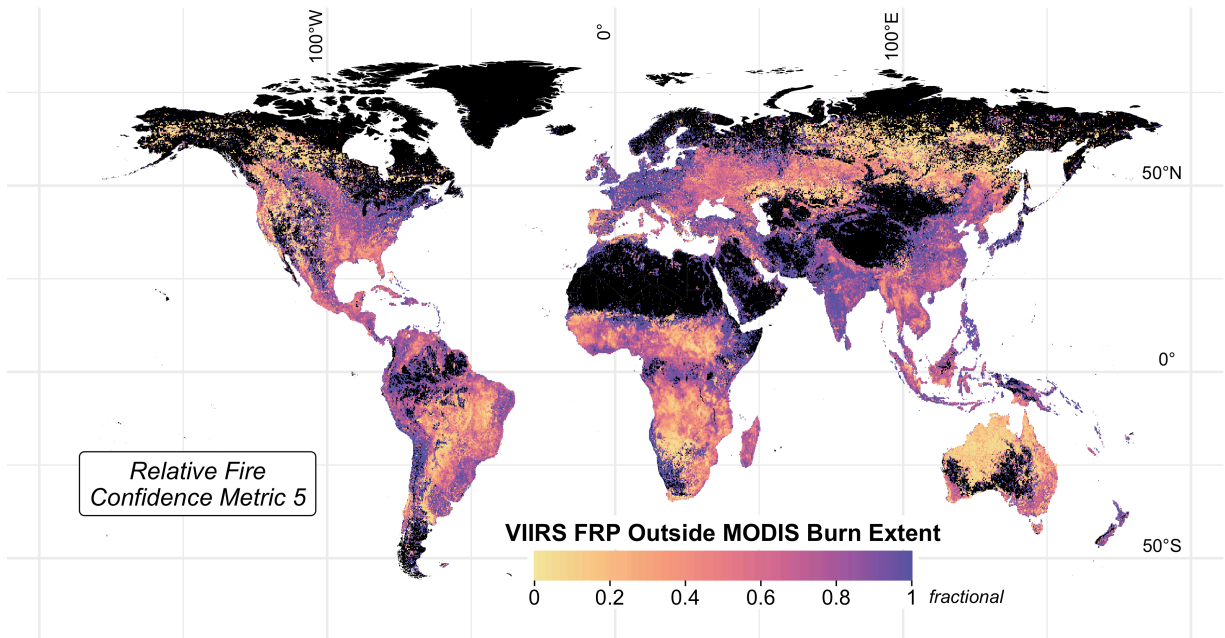 100°W
0°
100°E
50°N
0°
50°S
Relative Fire
Confidence Metric 5
VIIRS FRP Outside MODIS Burn Extent
0 0.2 0.4 0.6 0.8 1 fractional